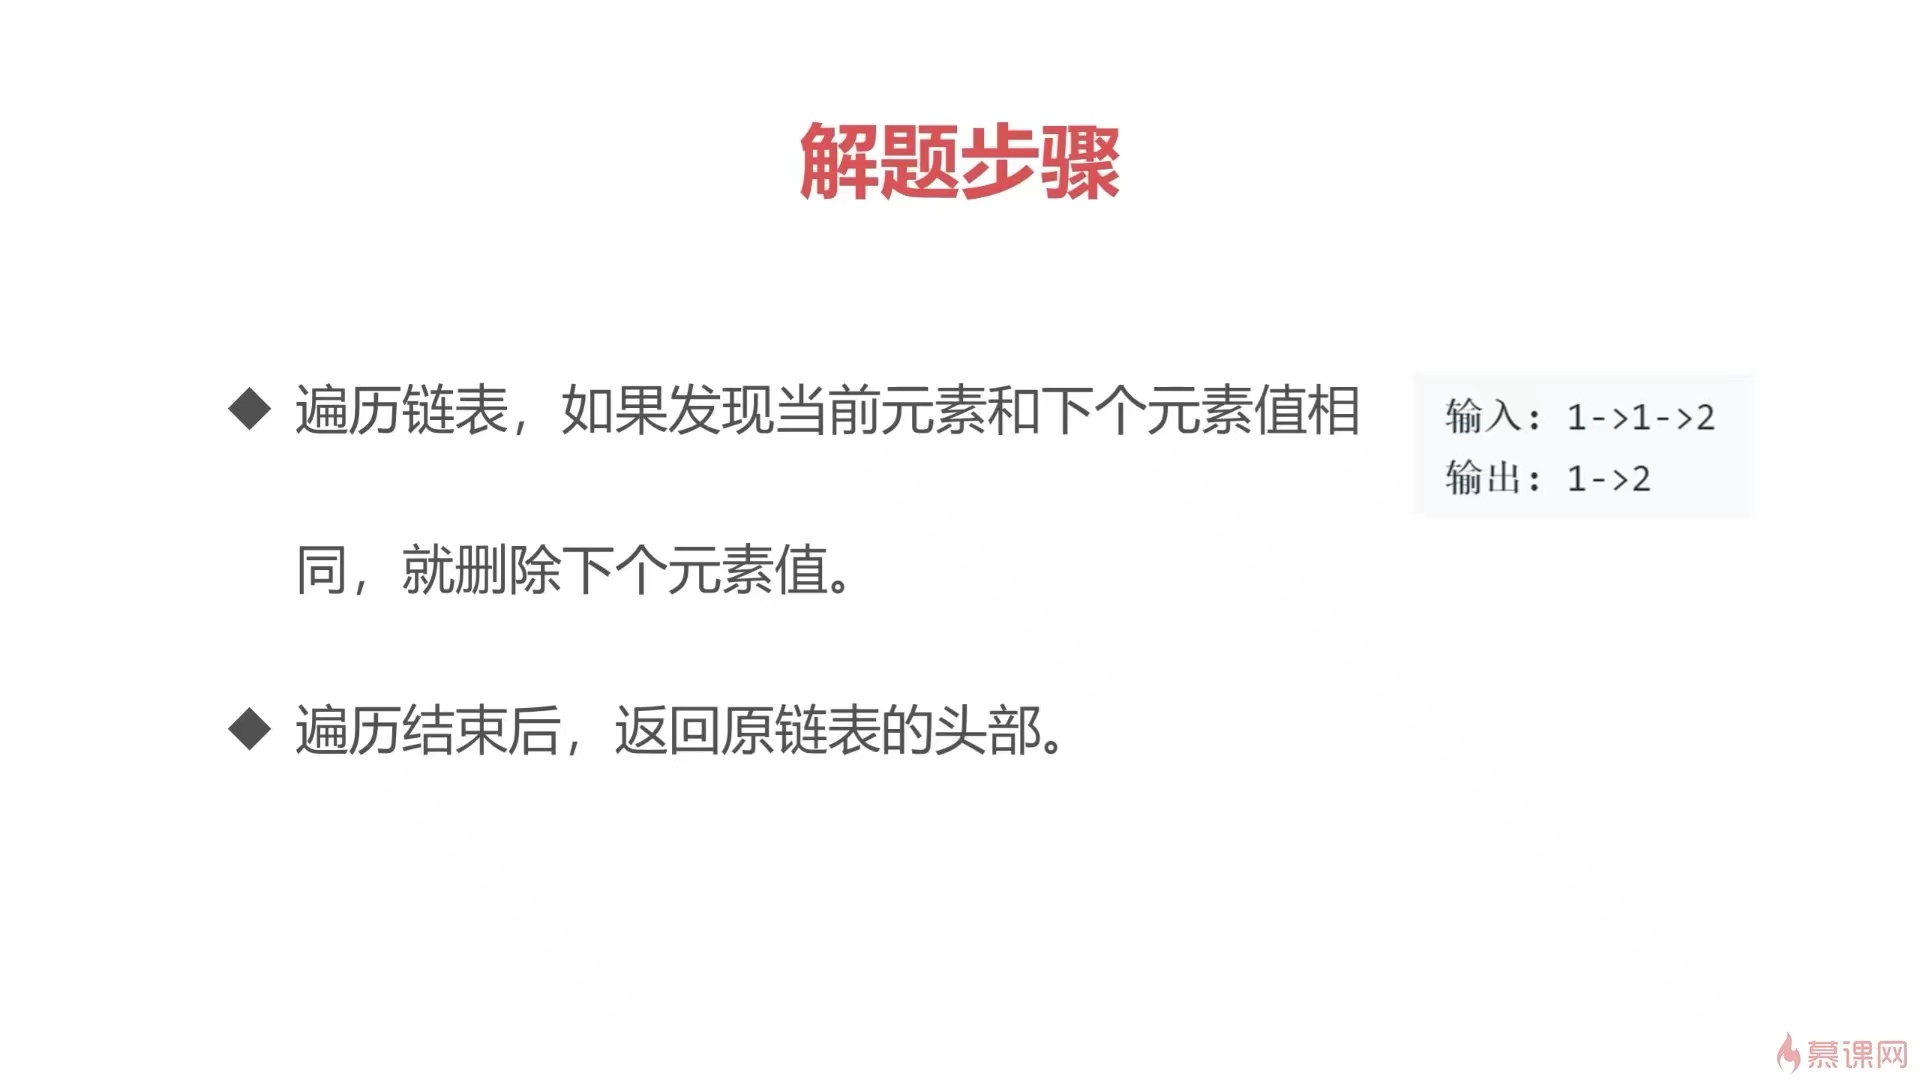 解题步骤
◆ 遍历链表，如果发现当前元素和下个元素值相
同，就删除下个元素值。
输入: 1->1->2
输出: 1->2
◆ 遍历结束后，返回原链表的头部。
慕课网